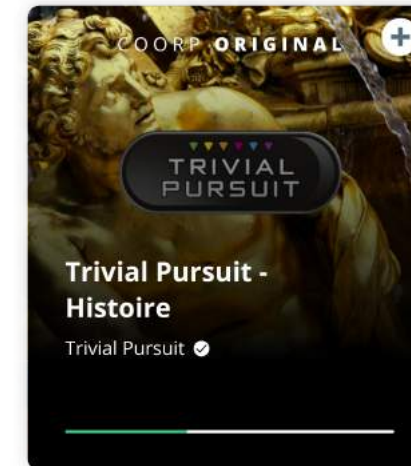 COORP ORIGINAL
TRIVIAL
PURSUIT
Trivial Pursuit -
Histoire
Trivial Pursuit